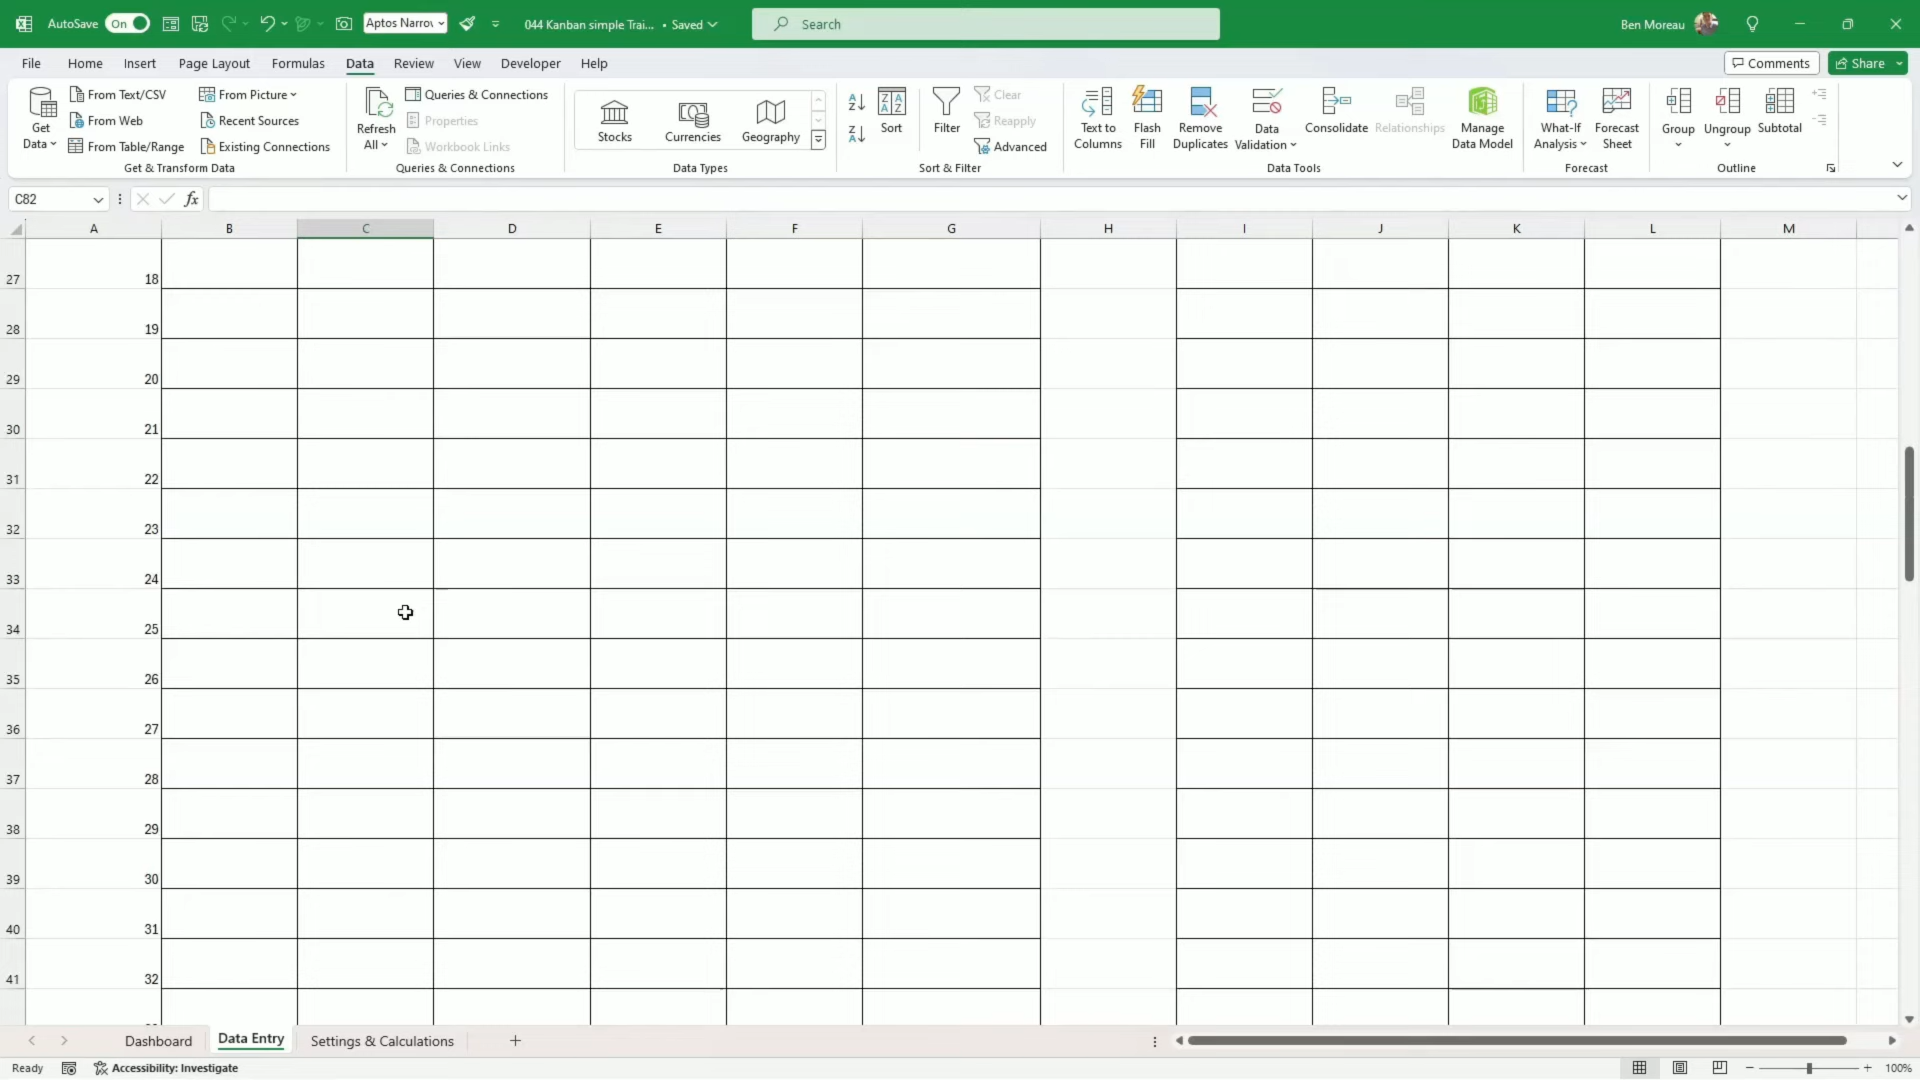 AutoSave On Aptos Narrov 044 Kanban simple Trai... • Saved Search Ben Moreau
File Home Insert Page Layout Formulas Data Review View Developer Help Comments Share
Get Data
From Text/CSV
From Web
From Table/Range
From Picture
Recent Sources
Existing Connections
Get & Transform Data
Refresh All
Queries & Connections
Properties
Workbook Links
Queries & Connections
Stocks Currencies Geography
Data Types
Sort
Filter
Clear
Reapply
Advanced
Sort & Filter
Text to Columns
Flash Fill
Remove Duplicates
Data Validation
Consolidate
Relationships
Manage Data Model
Data Tools
What-If Analysis
Forecast Sheet
Forecast
Group
Ungroup
Subtotal
Outline
C82 fx
A B C D E F G H I J K L M
27 18
28 19
29 20
30 21
31 22
32 23
33 24
34 25
35 26
36 27
37 28
38 29
39 30
40 31
41 32
Dashboard Data Entry Settings & Calculations
Ready Accessibility: Investigate 100%